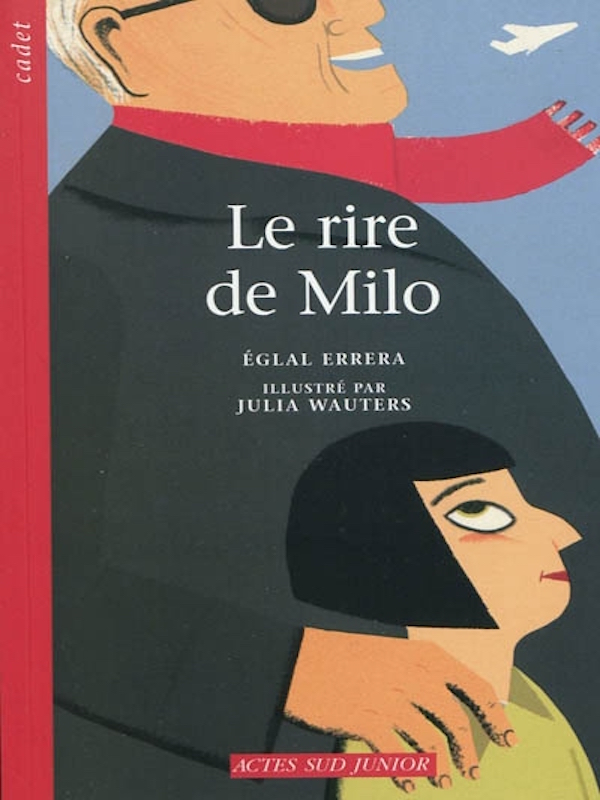 cadet
Le rire
de Milo
ÉGLAL ERRERA
ILLUSTRÉ PAR
JULIA WAUTERS
ACTES SUD JUNIOR